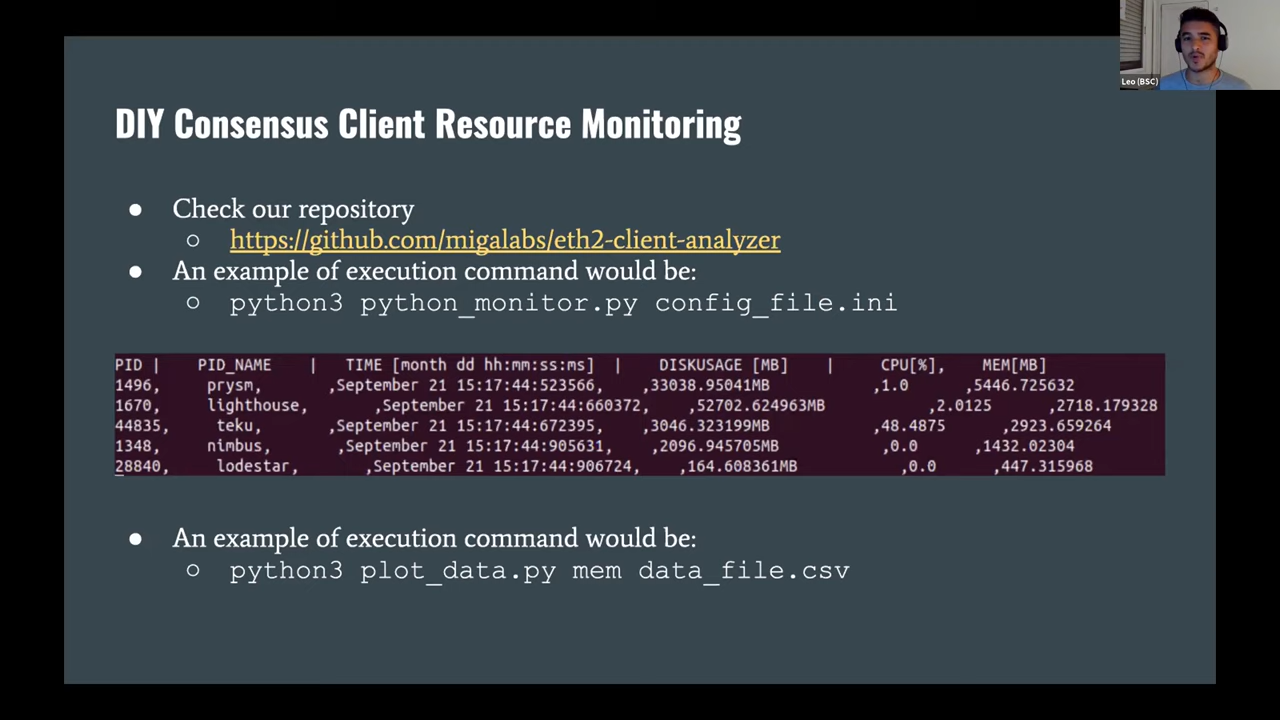 Leo (BSC)
DIY Consensus Client Resource Monitoring
● Check our repository
○ https://github.com/migalabs/eth2-client-analyzer
● An example of execution command would be:
○ python3 python_monitor.py config_file.ini
PID | PID_NAME | TIME [month dd hh:mm:ss:ms] | DISKUSAGE [MB] | CPU[%], MEM[MB]
1496, prysm, ,September 21 15:17:44:523566, ,33038.95041MB ,1.0 ,5446.725632
1670, lighthouse, ,September 21 15:17:44:660372, ,52702.624963MB ,2.0125 ,2718.179328
44835, teku, ,September 21 15:17:44:672395, ,3046.323199MB ,48.4875 ,2923.659264
1348, nimbus, ,September 21 15:17:44:905631, ,2096.945705MB ,0.0 ,1432.02304
28840, lodestar, ,September 21 15:17:44:906724, ,164.608361MB ,0.0 ,447.315968
● An example of execution command would be:
○ python3 plot_data.py mem data_file.csv